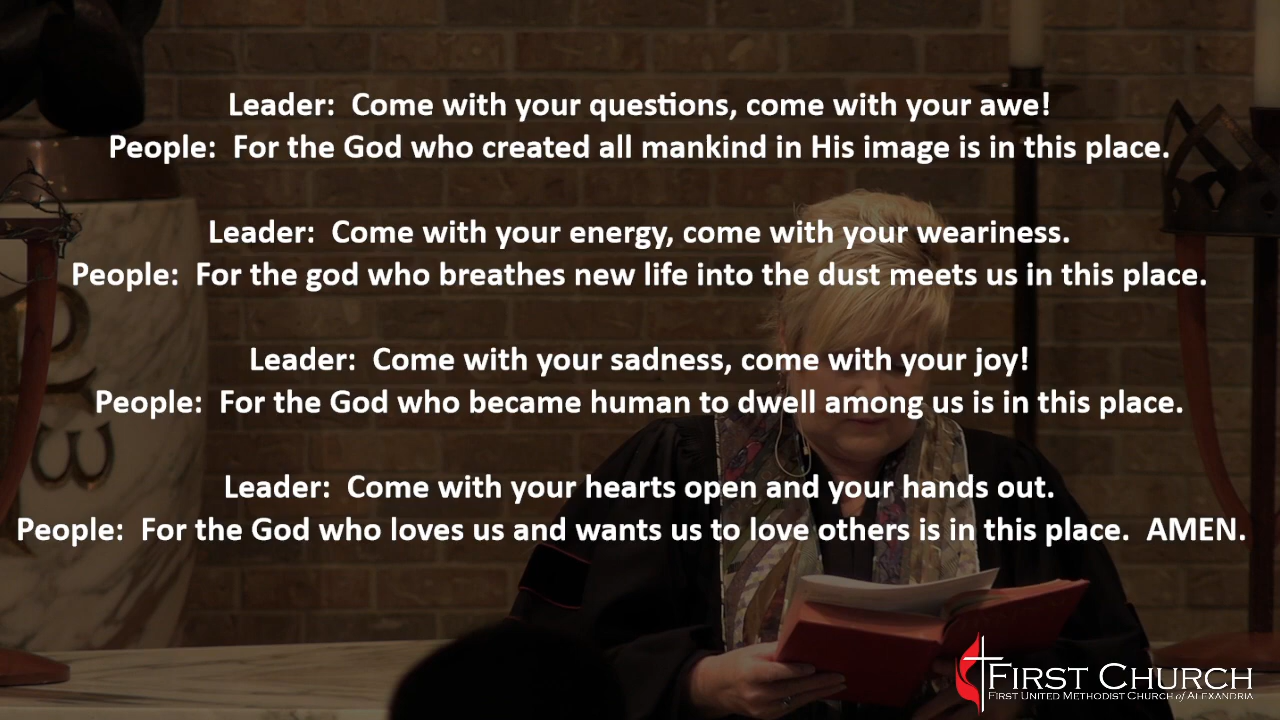 Leader: Come with your questions, come with your awe!
People: For the God who created all mankind in His image is in this place.
Leader: Come with your energy, come with your weariness.
People: For the god who breathes new life into the dust meets us in this place.
Leader: Come with your sadness, come with your joy!
People: For the God who became human to dwell among us is in this place.
Leader: Come with your hearts open and your hands out.
People: For the God who loves us and wants us to love others is in this place. AMEN.
FIRST CHURCH
FIRST UNITED METHODIST CHURCH of ALEXANDRIA